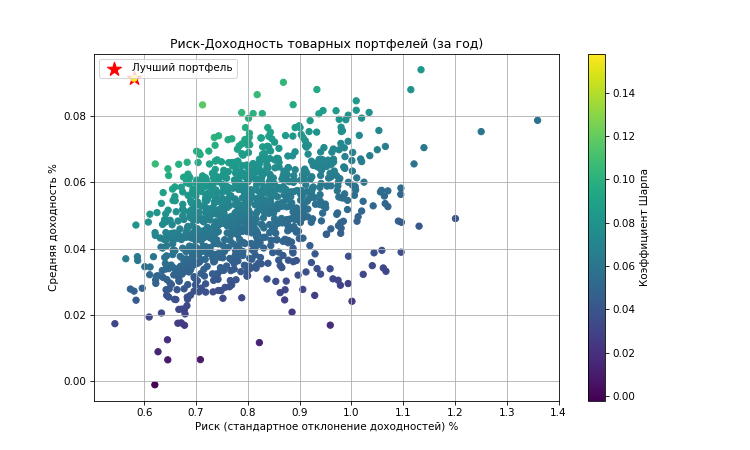 Риск-Доходность товарных портфелей (за год)
Лучший портфель
Средняя доходность %
0.08
0.06
0.04
0.02
0.00
0.6 0.7 0.8 0.9 1.0 1.1 1.2 1.3 1.4
Риск (стандартное отклонение доходностей) %
0.14
0.12
0.10
0.08
0.06
0.04
0.02
0.00
Коэффициент Шарпа